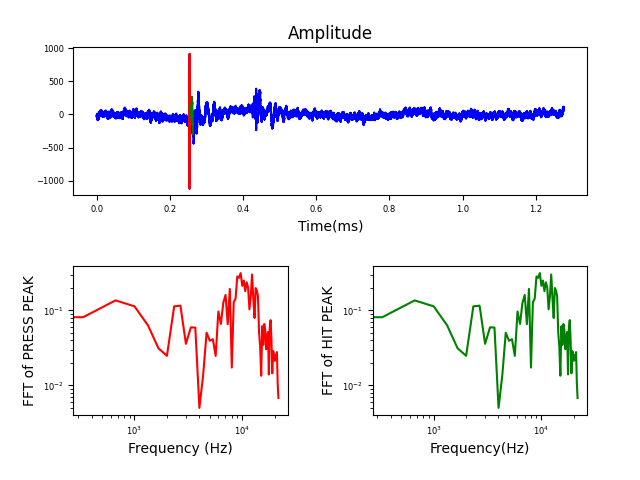 Amplitude
1000
500
0
−500
−1000
0.0 0.2 0.4 0.6 0.8 1.0 1.2
Time(ms)
FFT of PRESS PEAK
10⁻¹
10⁻²
10³ 10⁴
Frequency (Hz)
FFT of HIT PEAK
10⁻¹
10⁻²
10³ 10⁴
Frequency(Hz)